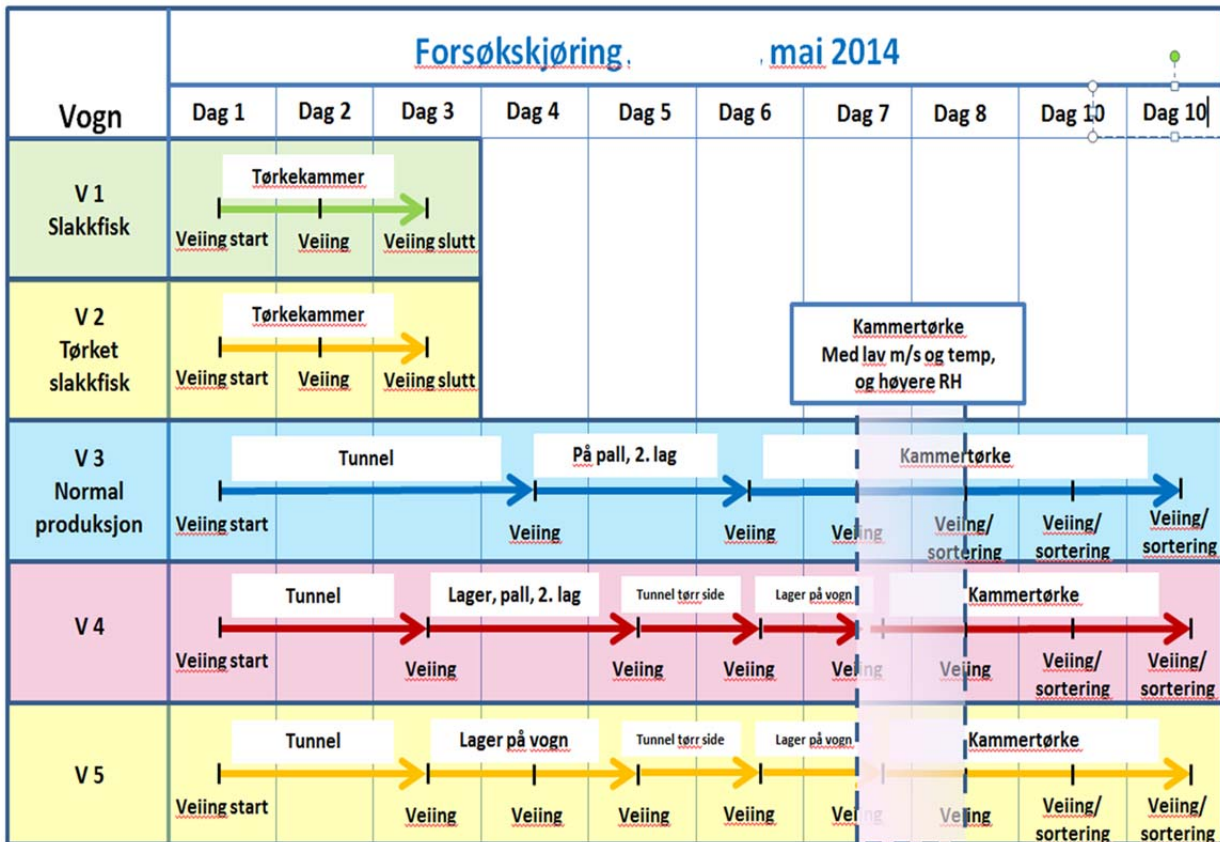 Forsøkskjøring. , mai 2014
Vogn
Dag 1 Dag 2 Dag 3 Dag 4 Dag 5 Dag 6 Dag 7 Dag 8 Dag 10 Dag 10
V 1
Slakkfisk
Tørkekammer
Veiing start Veiing Veiing slutt
V 2
Tørket
slakkfisk
Tørkekammer
Veiing start Veiing Veiing slutt
Kammertørke
Med lav m/s og temp,
og høyere RH
V 3
Normal
produksjon
Tunnel På pall, 2. lag Kammertørke
Veiing start Veiing Veiing Veiing Veiing/ Veiing/ Veiing/
sortering sortering sortering
V 4
Tunnel Lager, pall, 2. lag Tunnel tørr side Lager på vogn Kammertørke
Veiing start Veiing Veiing Veiing Veiing Veiing Veiing/ Veiing/
sortering sortering
V 5
Tunnel Lager på vogn Tunnel tørr side Lager på vogn Kammertørke
Veiing start Veiing Veiing Veiing Veiing Veiing Veiing Veiing/ Veiing/
sortering sortering